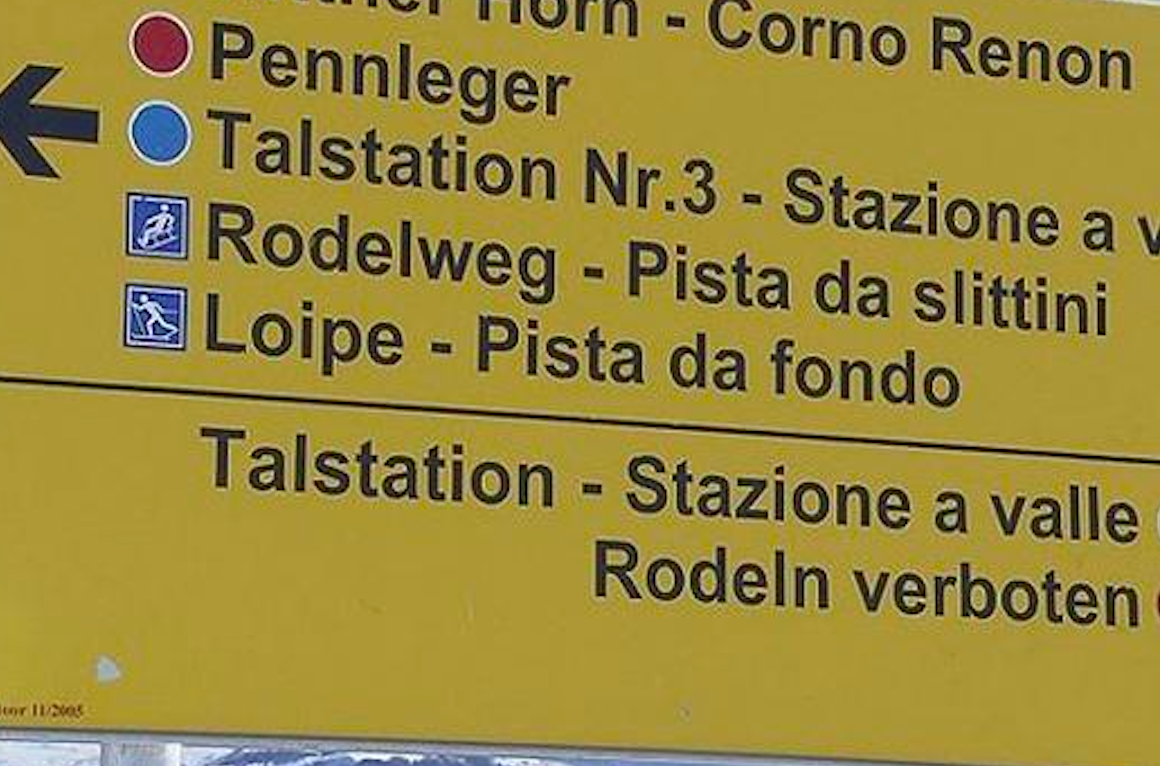 Horn - Corno Renon
Pennleger
Talstation Nr.3 - Stazione a v
Rodelweg - Pista da slittini
Loipe - Pista da fondo
Talstation - Stazione a valle
Rodeln verboten
11/2005